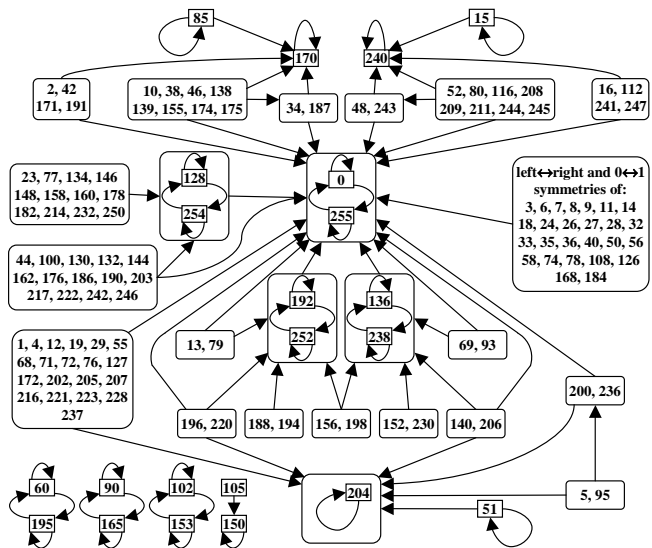 85
15
170
240
2, 42
171, 191
10, 38, 46, 138
139, 155, 174, 175
34, 187
48, 243
52, 80, 116, 208
209, 211, 244, 245
16, 112
241, 247
23, 77, 134, 146
148, 158, 160, 178
182, 214, 232, 250
128
254
0
255
left↔right and 0↔1
symmetries of:
3, 6, 7, 8, 9, 11, 14
18, 24, 26, 27, 28, 32
33, 35, 36, 40, 50, 56
58, 74, 78, 108, 126
168, 184
44, 100, 130, 132, 144
162, 176, 186, 190, 203
217, 222, 242, 246
192
252
136
238
1, 4, 12, 19, 29, 55
68, 71, 72, 76, 127
172, 202, 205, 207
216, 221, 223, 228
237
13, 79
69, 93
200, 236
196, 220
188, 194
156, 198
152, 230
140, 206
60
195
90
165
102
153
105
150
204
51
5, 95